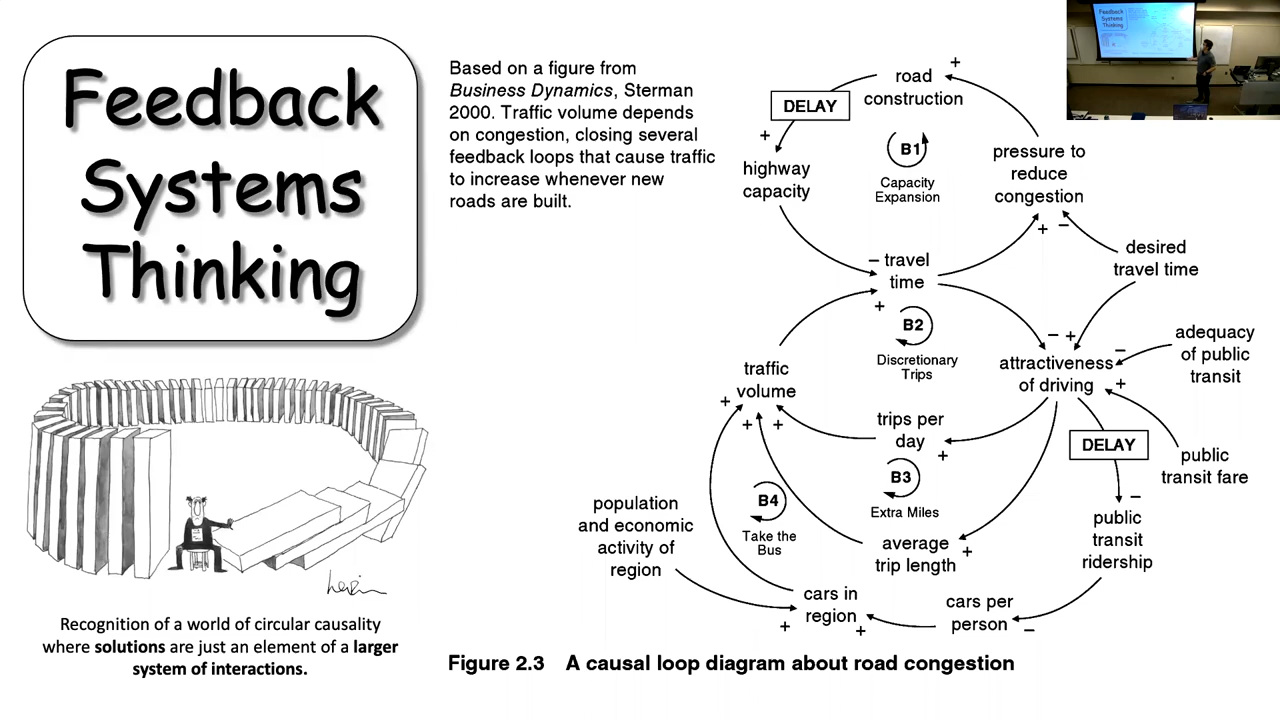 Feedback
Systems
Thinking
Recognition of a world of circular causality
where solutions are just an element of a larger
system of interactions.
Based on a figure from
Business Dynamics, Sterman
2000. Traffic volume depends
on congestion, closing several
feedback loops that cause traffic
to increase whenever new
roads are built.
road
construction
+
DELAY
+
highway
capacity
B1
Capacity
Expansion
pressure to
reduce
congestion
+
−
desired
travel time
− travel
time
+
B2
Discretionary
Trips
− +
attractiveness
of driving
−
+
adequacy
of public
transit
traffic
volume
+
+
+
trips per
day
+
DELAY
public
transit fare
B3
Extra Miles
B4
Take the
Bus
−
public
transit
ridership
population
and economic
activity of
region
average
trip length
+
cars in
region
+
+
cars per
person
−
Figure 2.3 A causal loop diagram about road congestion
Feedback
Systems
Thinking